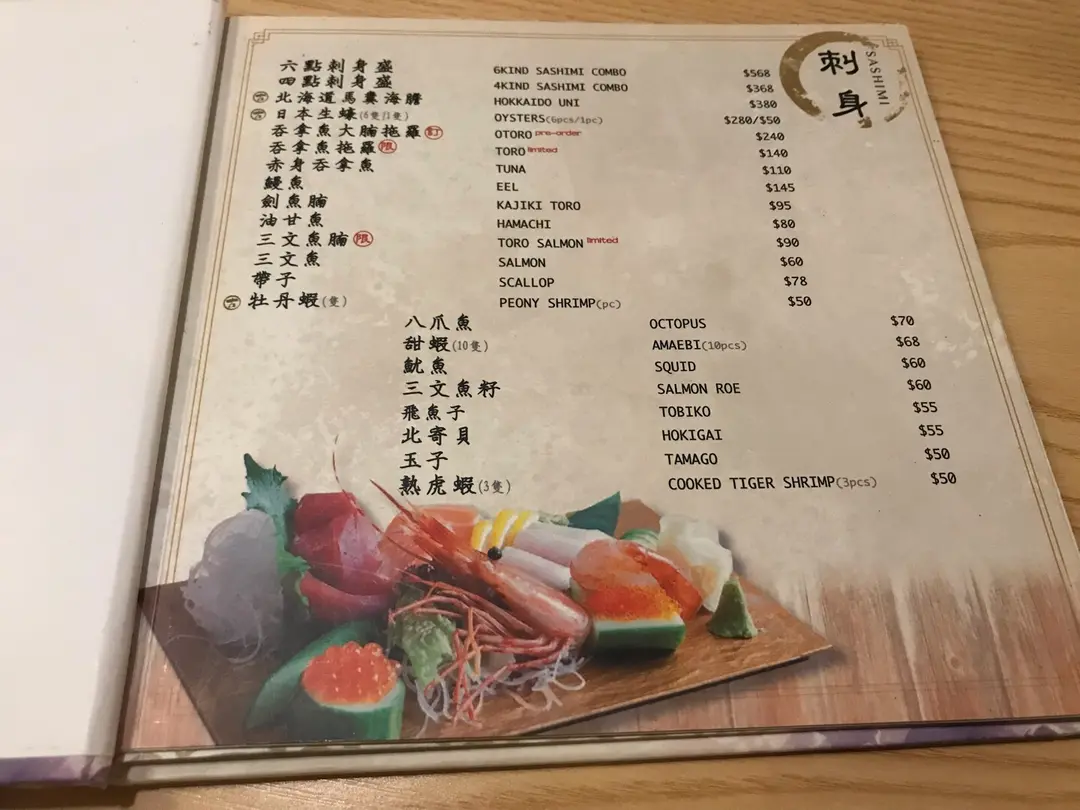 刺身
SASHIMI
六點刺身盛 6KIND SASHIMI COMBO $568
四點刺身盛 4KIND SASHIMI COMBO $368
北海道馬糞海膽 HOKKAIDO UNI $380
日本生蠔(6隻/1隻) OYSTERS(6pcs/1pc) $280/$50
吞拿魚大腩拖羅 訂 OTORO pre-order $240
吞拿魚拖羅 限 TORO limited $140
赤身吞拿魚 TUNA $110
鰻魚 EEL $145
劍魚腩 KAJIKI TORO $95
油甘魚 HAMACHI $80
三文魚腩 限 TORO SALMON limited $90
三文魚 SALMON $60
帶子 SCALLOP $78
牡丹蝦(隻) PEONY SHRIMP(pc) $50
八爪魚 OCTOPUS $70
甜蝦(10隻) AMAEBI(10pcs) $68
魷魚 SQUID $60
三文魚籽 SALMON ROE $60
飛魚子 TOBIKO $55
北寄貝 HOKIGAI $55
玉子 TAMAGO $50
熟虎蝦(3隻) COOKED TIGER SHRIMP(3pcs) $50